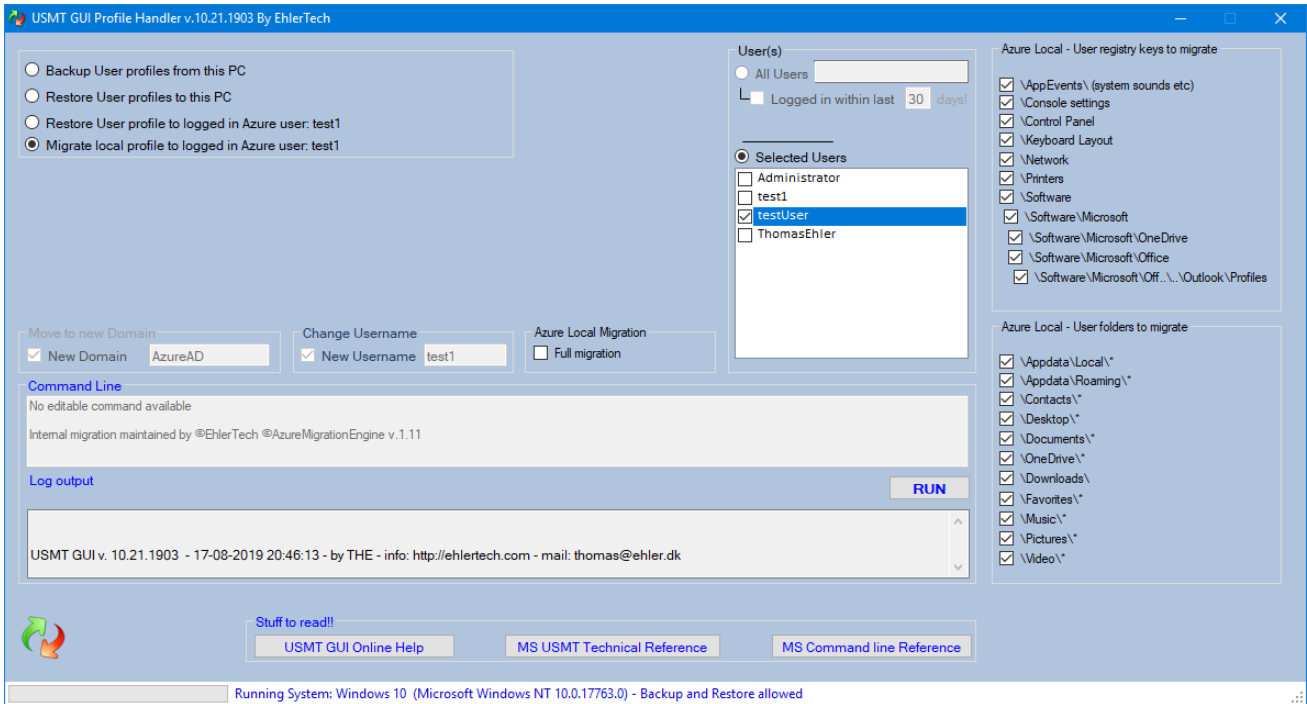 USMT GUI Profile Handler v.10.21.1903 By EhlerTech
Backup User profiles from this PC
Restore User profiles to this PC
Restore User profile to logged in Azure user: test1
Migrate local profile to logged in Azure user: test1
User(s)
All Users
Logged in within last 30 days!
Selected Users
Administrator
test1
testUser
ThomasEhler
Azure Local - User registry keys to migrate
\AppEvents\ (system sounds etc)
\Console settings
\Control Panel
\Keyboard Layout
\Network
\Printers
\Software
\Software\Microsoft
\Software\Microsoft\OneDrive
\Software\Microsoft\Office
\Software\Microsoft\Off..\..\Outlook\Profiles
Move to new Domain
New Domain AzureAD
Change Username
New Username test1
Azure Local Migration
Full migration
Azure Local - User folders to migrate
\Appdata\Local\*
\Appdata\Roaming\*
\Contacts\*
\Desktop\*
\Documents\*
\OneDrive\*
\Downloads\
\Favorites\*
\Music\*
\Pictures\*
\Video\*
Command Line
No editable command available
Internal migration maintained by ©EhlerTech ©AzureMigrationEngine v.1.11
Log output
RUN
USMT GUI v. 10.21.1903 - 17-08-2019 20:46:13 - by THE - info: http://ehlertech.com - mail: thomas@ehler.dk
Stuff to read!!
USMT GUI Online Help
MS USMT Technical Reference
MS Command line Reference
Running System: Windows 10 (Microsoft Windows NT 10.0.17763.0) - Backup and Restore allowed